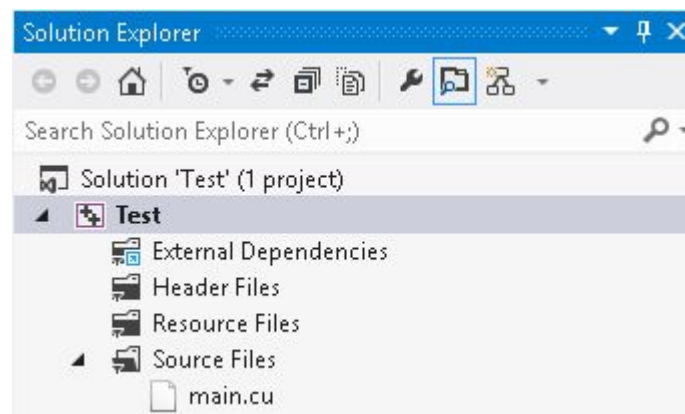 Solution Explorer
Search Solution Explorer (Ctrl+;)
Solution 'Test' (1 project)
Test
External Dependencies
Header Files
Resource Files
Source Files
main.cu